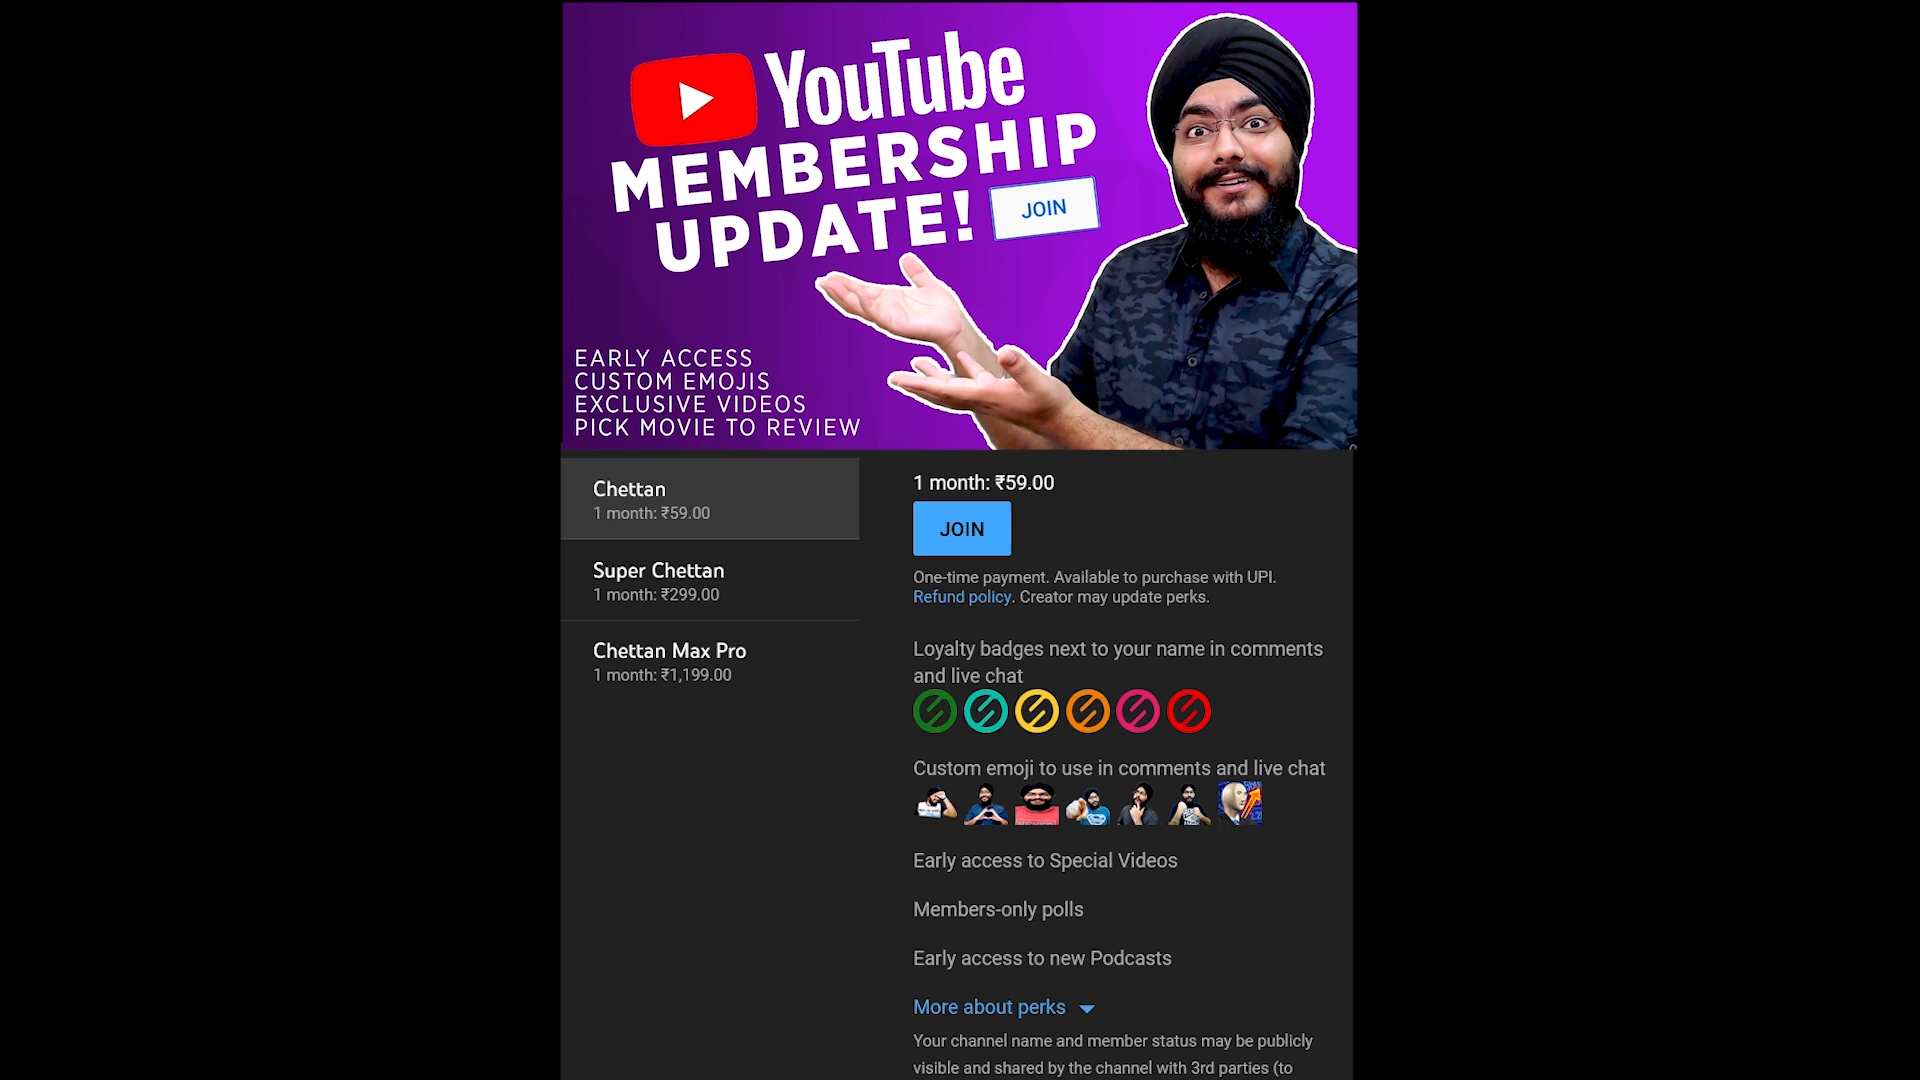 YouTube
MEMBERSHIP
UPDATE!
JOIN
EARLY ACCESS
CUSTOM EMOJIS
EXCLUSIVE VIDEOS
PICK MOVIE TO REVIEW
Chettan
1 month: ₹59.00
Super Chettan
1 month: ₹299.00
Chettan Max Pro
1 month: ₹1,199.00
1 month: ₹59.00
JOIN
One-time payment. Available to purchase with UPI.
Refund policy. Creator may update perks.
Loyalty badges next to your name in comments
and live chat
Custom emoji to use in comments and live chat
Early access to Special Videos
Members-only polls
Early access to new Podcasts
More about perks
Your channel name and member status may be publicly
visible and shared by the channel with 3rd parties (to